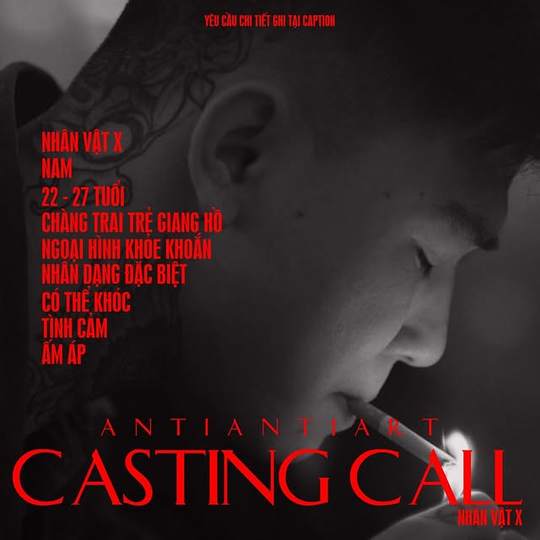 YÊU CẦU CHI TIẾT GHI TẠI CAPTION
NHÂN VẬT X
NAM
22 - 27 TUỔI
CHÀNG TRAI TRẺ GIANG HỒ
NGOẠI HÌNH KHỎE KHOẮN
NHÂN DẠNG ĐẶC BIỆT
CÓ THỂ KHÓC
TÌNH CẢM
ẤM ÁP
ANTIANTIART
CASTING CALL
NHÂN VẬT X